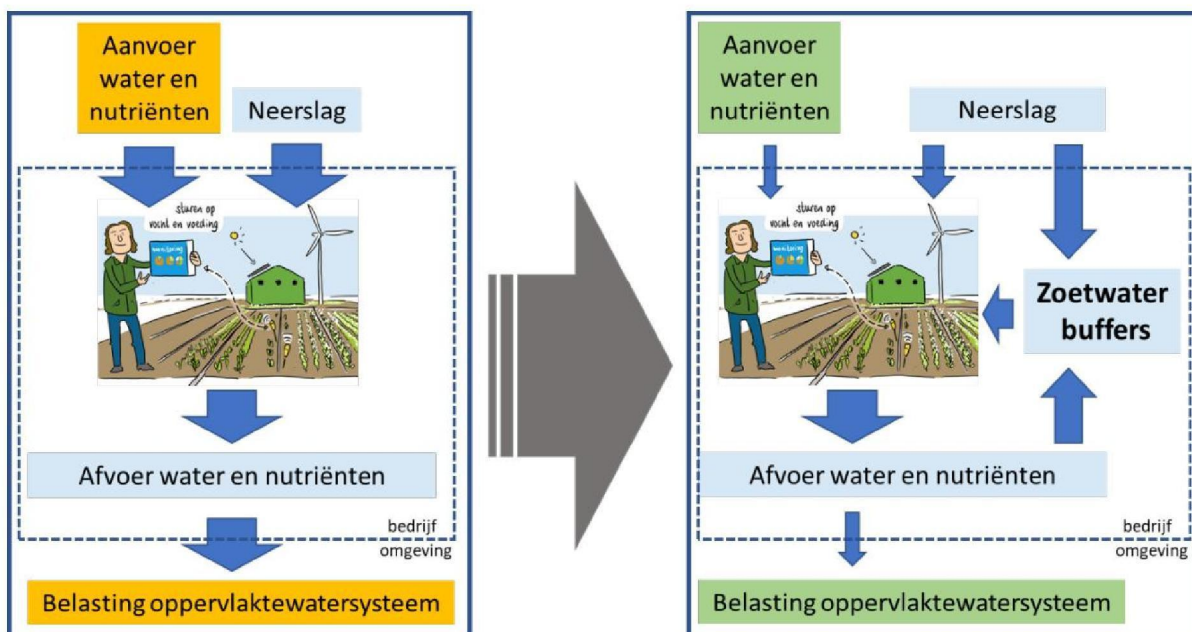 Aanvoer
water en
nutriënten
Neerslag
sturen op
vocht en voeding
monitoring
Afvoer water en nutriënten
bedrijf
omgeving
Belasting oppervlaktewatersysteem
Aanvoer
water en
nutriënten
Neerslag
sturen op
vocht en voeding
monitoring
Zoetwater
buffers
Afvoer water en nutriënten
bedrijf
omgeving
Belasting oppervlaktewatersysteem